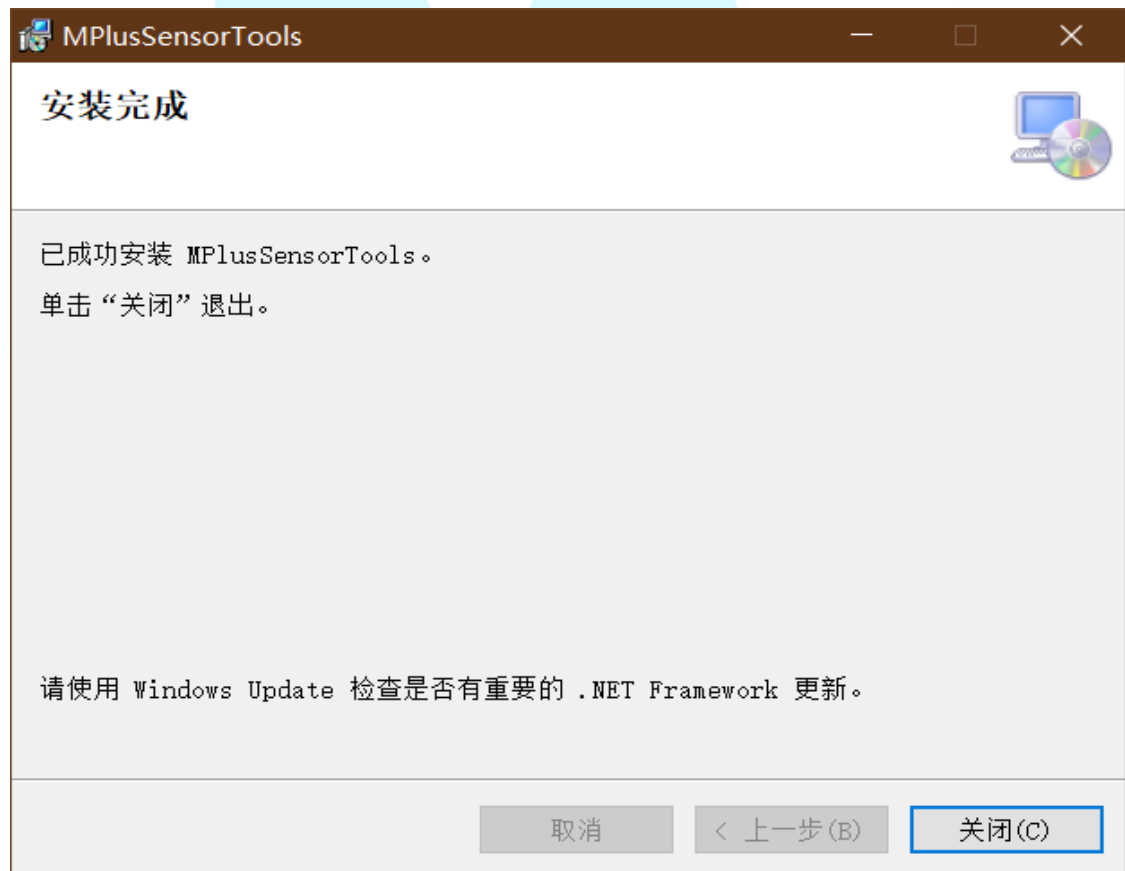 MPlusSensorTools
安装完成
已成功安装 MPlusSensorTools。
单击“关闭”退出。
请使用 Windows Update 检查是否有重要的 .NET Framework 更新。
取消
< 上一步(B)
关闭(C)